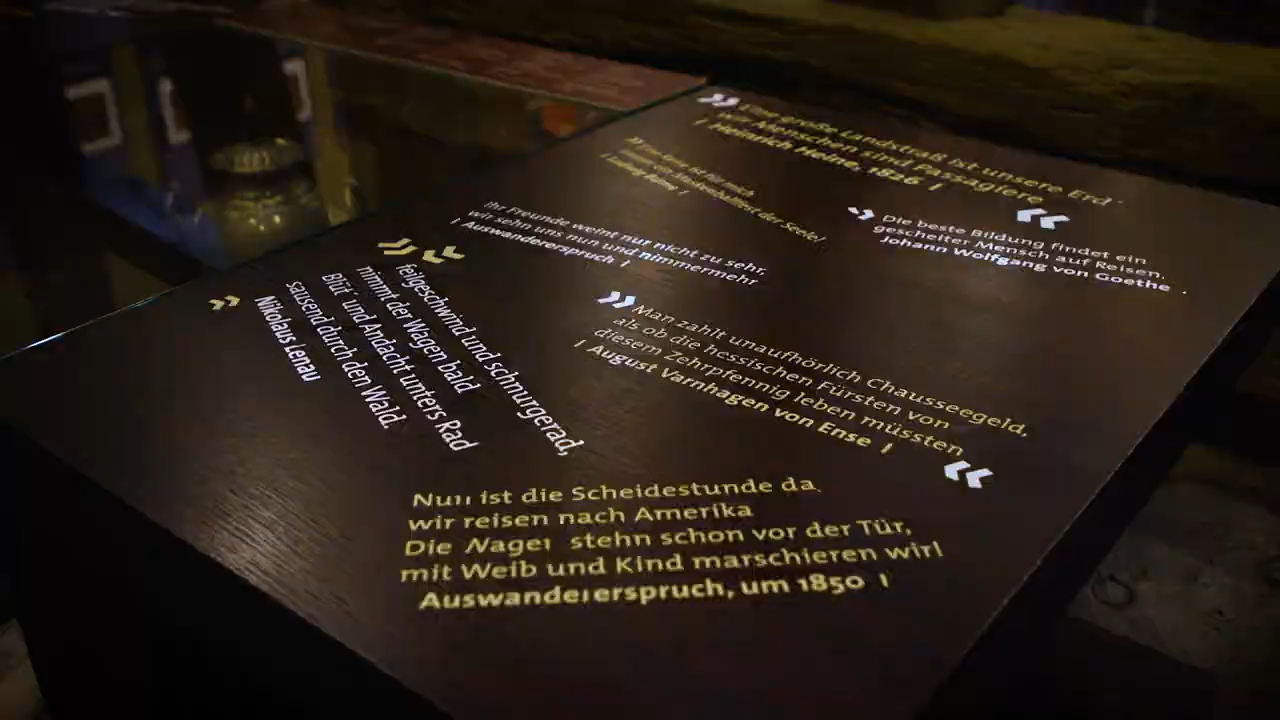 » Eine große Landstraß ist unsere Erd
wir Menschen sind Passagiere
| Heinrich Heine, 1826 | «
der Seele!
| Ludwig Börne |
» Die beste Bildung findet ein
gescheiter Mensch auf Reisen.
Johann Wolfgang von Goethe
Ihr Freunde weint nur nicht zu sehr,
wir sehn uns nun und nimmermehr
| Auswandererspruch |
» «
feilgeschwind und schnurgerad,
nimmt der Wagen bald
Blüt' und Andacht unters Rad
sausend durch den Wald.
» Nikolaus Lenau
» Man zahlt unaufhörlich Chausseegeld,
als ob die hessischen Fürsten von
diesem Zehrpfennig leben müssten
| August Varnhagen von Ense | «
Nun ist die Scheidestunde da,
wir reisen nach Amerika
Die Wagen stehn schon vor der Tür,
mit Weib und Kind marschieren wir!
Auswandererspruch, um 1850 |